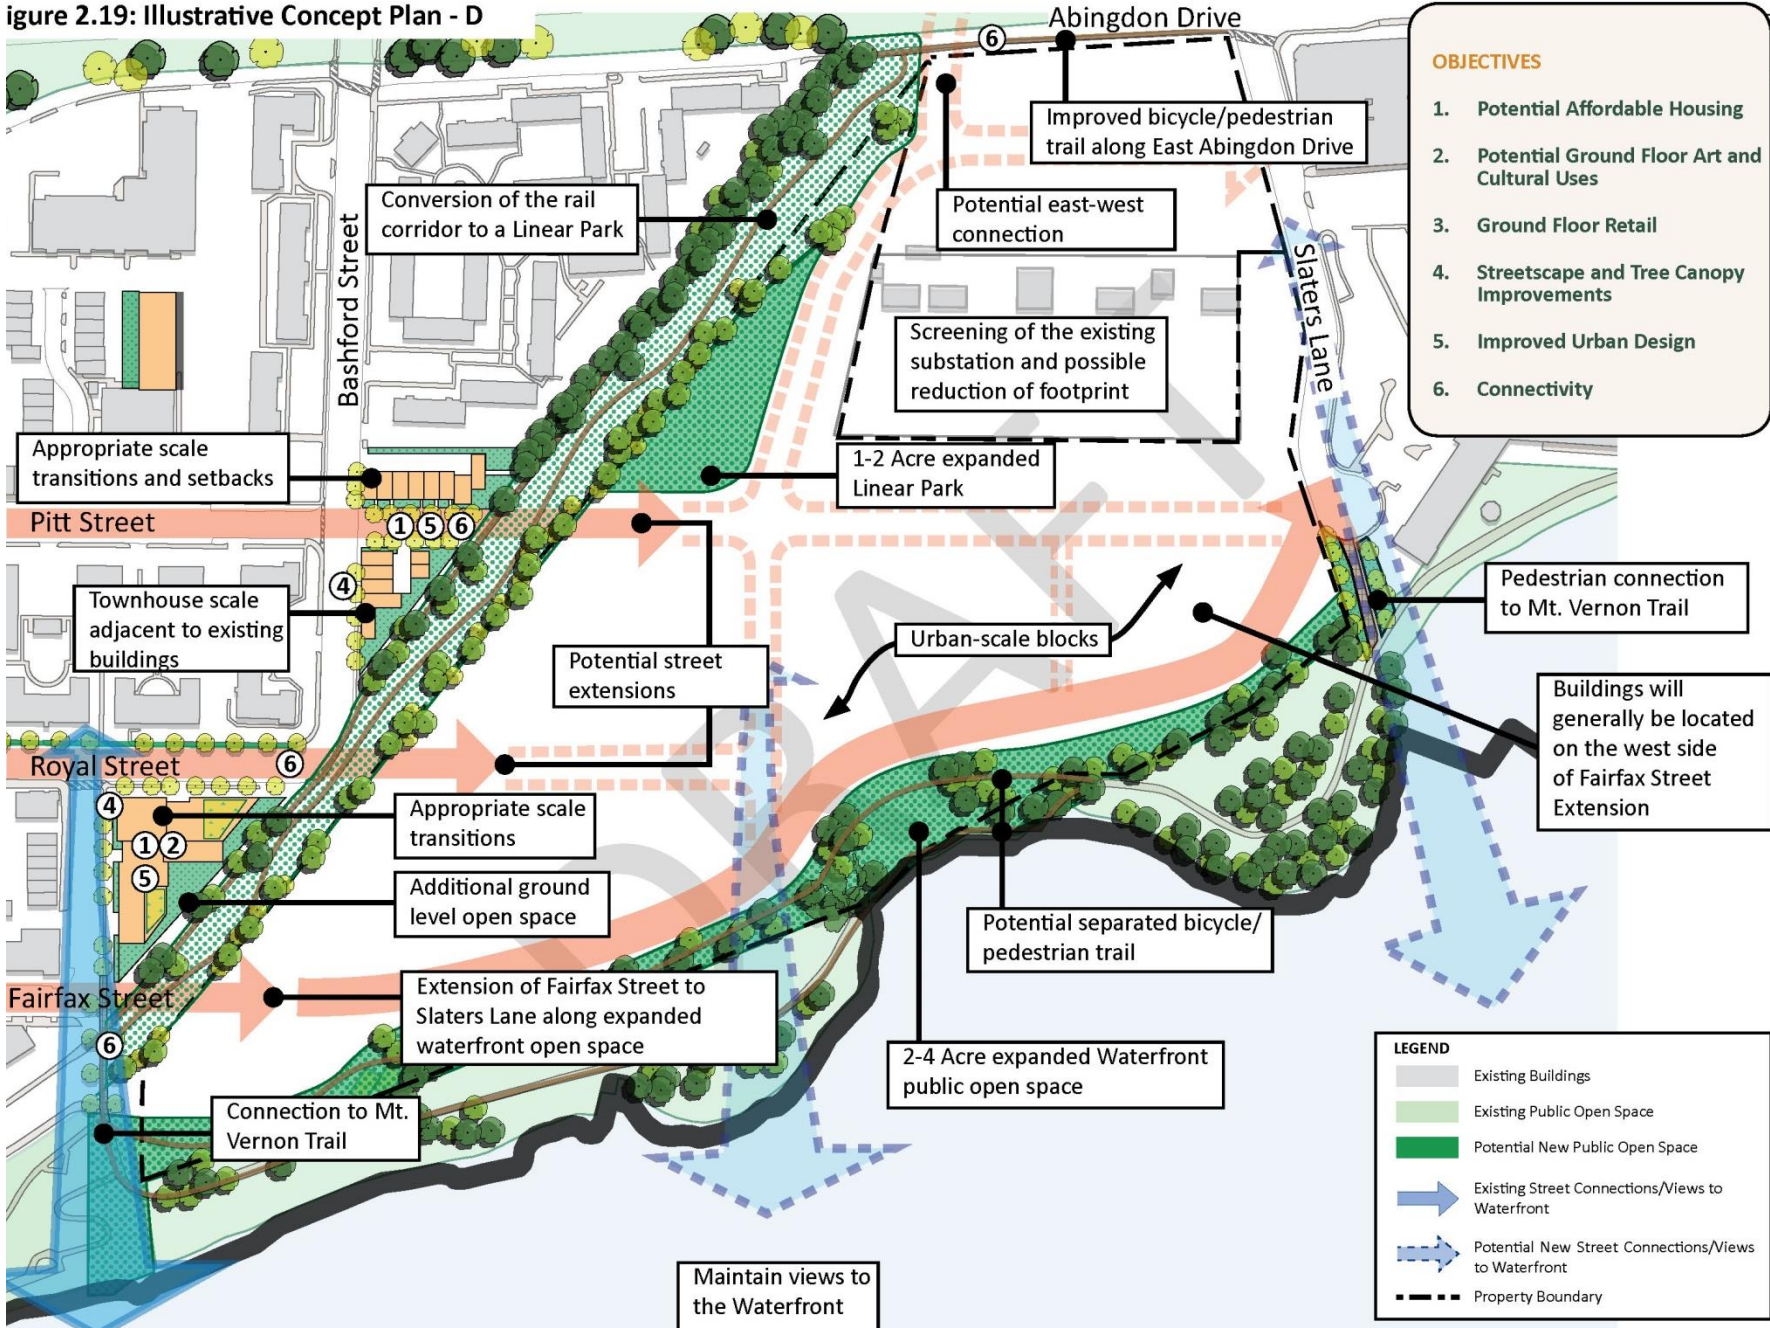 igure 2.19: Illustrative Concept Plan - D
Abingdon Drive
6
OBJECTIVES
1. Potential Affordable Housing
2. Potential Ground Floor Art and
Cultural Uses
3. Ground Floor Retail
4. Streetscape and Tree Canopy
Improvements
5. Improved Urban Design
6. Connectivity
Improved bicycle/pedestrian
trail along East Abingdon Drive
Conversion of the rail
corridor to a Linear Park
Potential east-west
connection
Bashford Street
Slaters Lane
Screening of the existing
substation and possible
reduction of footprint
Appropriate scale
transitions and setbacks
1-2 Acre expanded
Linear Park
Pitt Street
1 5 6
4
Townhouse scale
adjacent to existing
buildings
Pedestrian connection
to Mt. Vernon Trail
Urban-scale blocks
Potential street
extensions
Buildings will
generally be located
on the west side
of Fairfax Street
Extension
Royal Street
6
4
1 2
5
Appropriate scale
transitions
Additional ground
level open space
Potential separated bicycle/
pedestrian trail
Fairfax Street
Extension of Fairfax Street to
Slaters Lane along expanded
waterfront open space
6
2-4 Acre expanded Waterfront
public open space
Connection to Mt.
Vernon Trail
Maintain views to
the Waterfront
LEGEND
Existing Buildings
Existing Public Open Space
Potential New Public Open Space
Existing Street Connections/Views to
Waterfront
Potential New Street Connections/Views
to Waterfront
Property Boundary
DRAFT